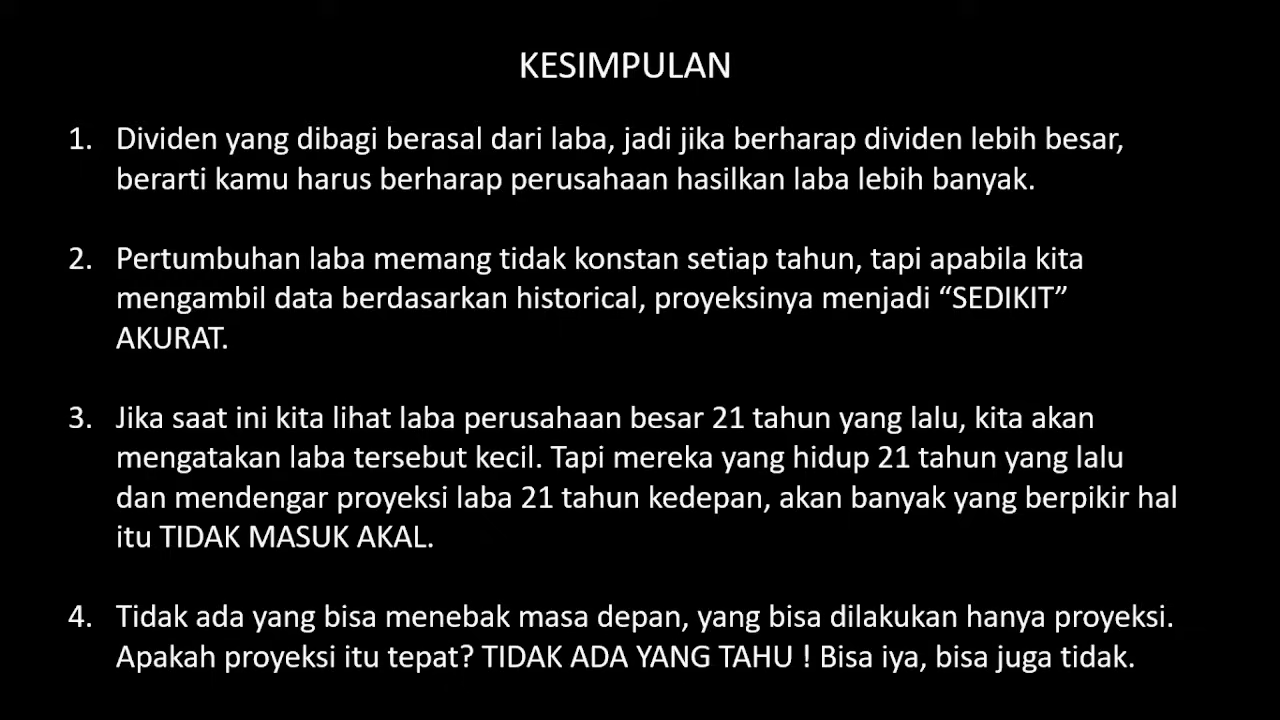 KESIMPULAN
1. Dividen yang dibagi berasal dari laba, jadi jika berharap dividen lebih besar,
berarti kamu harus berharap perusahaan hasilkan laba lebih banyak.
2. Pertumbuhan laba memang tidak konstan setiap tahun, tapi apabila kita
mengambil data berdasarkan historical, proyeksinya menjadi “SEDIKIT”
AKURAT.
3. Jika saat ini kita lihat laba perusahaan besar 21 tahun yang lalu, kita akan
mengatakan laba tersebut kecil. Tapi mereka yang hidup 21 tahun yang lalu
dan mendengar proyeksi laba 21 tahun kedepan, akan banyak yang berpikir hal
itu TIDAK MASUK AKAL.
4. Tidak ada yang bisa menebak masa depan, yang bisa dilakukan hanya proyeksi.
Apakah proyeksi itu tepat? TIDAK ADA YANG TAHU ! Bisa iya, bisa juga tidak.